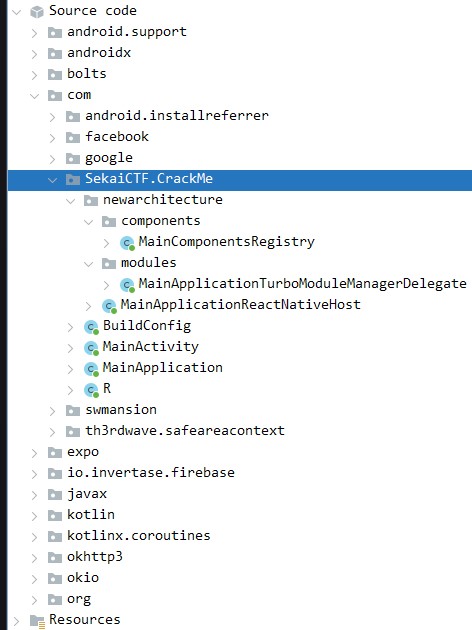 Source code
android.support
androidx
bolts
com
android.installreferrer
facebook
google
SekaiCTF.CrackMe
newarchitecture
components
MainComponentsRegistry
modules
MainApplicationTurboModuleManagerDelegate
MainApplicationReactNativeHost
BuildConfig
MainActivity
MainApplication
R
swmansion
th3rdwave.safeareacontext
expo
io.invertase.firebase
javax
kotlin
kotlinx.coroutines
okhttp3
okio
org
Resources